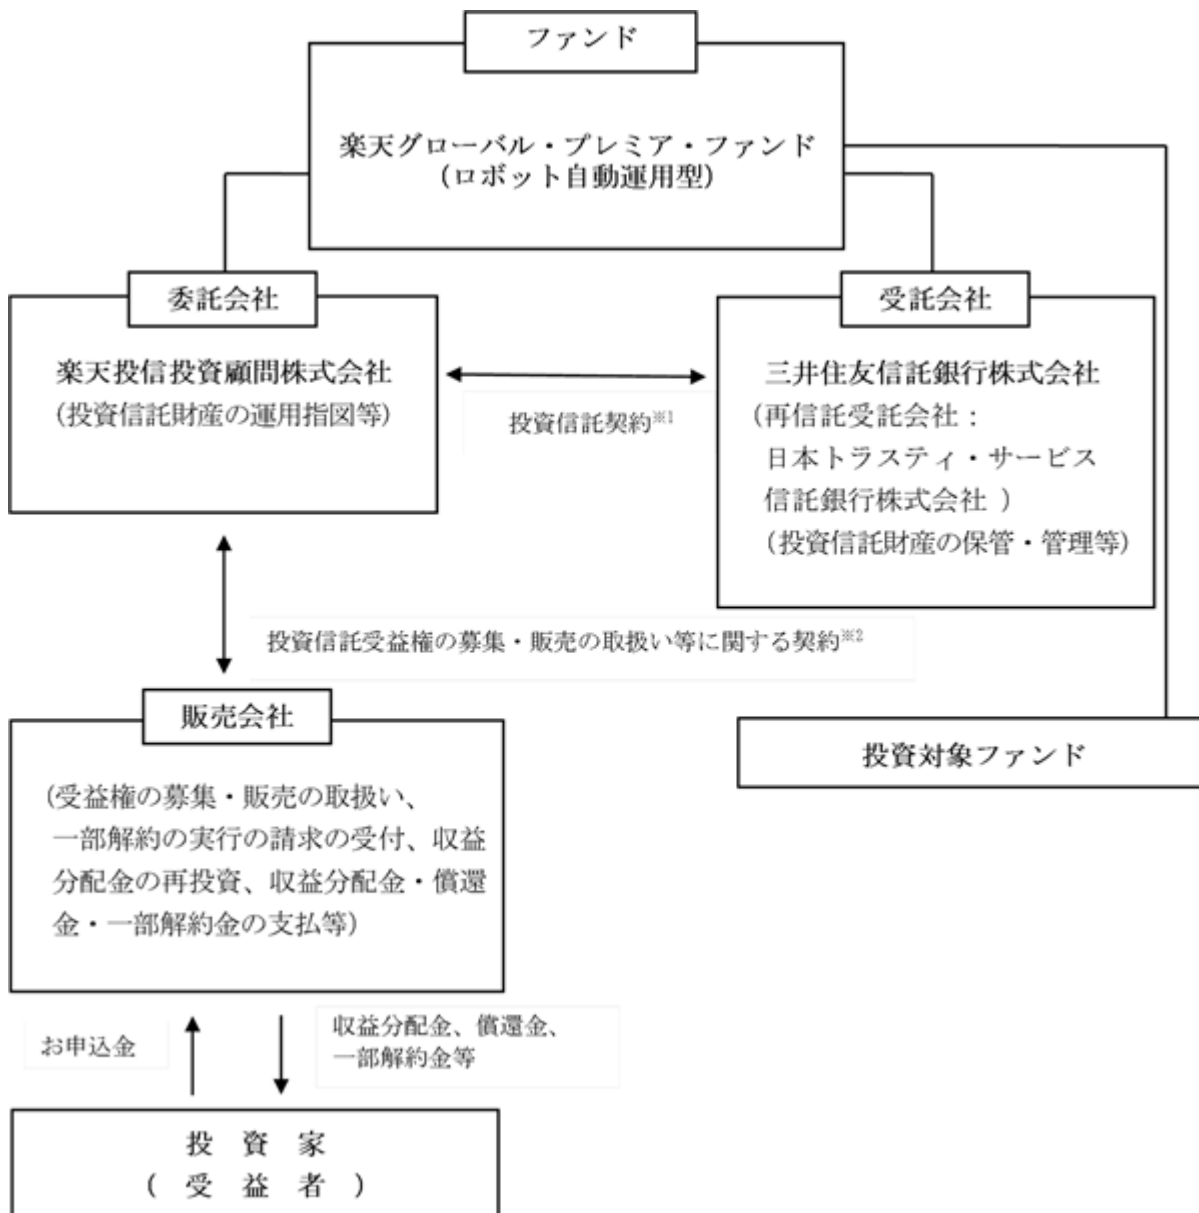 ファンド
楽天グローバル・プレミア・ファンド
（ロボット自動運用型）
委託会社
楽天投信投資顧問株式会社
（投資信託財産の運用指図等）
投資信託契約※1
受託会社
三井住友信託銀行株式会社
（再信託受託会社：
日本トラスティ・サービス
信託銀行株式会社 ）
（投資信託財産の保管・管理等）
投資信託受益権の募集・販売の取扱い等に関する契約※2
販売会社
（受益権の募集・販売の取扱い、
一部解約の実行の請求の受付、収益
分配金の再投資、収益分配金・償還
金・一部解約金の支払等）
投資対象ファンド
お申込金
収益分配金、償還金、
一部解約金等
投 資 家
（ 受 益 者 ）